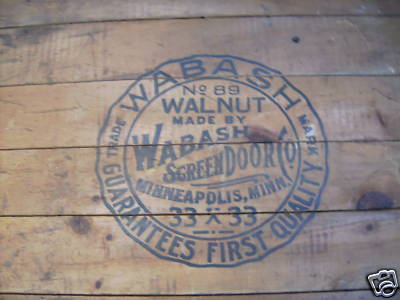 WABASH
TRADE MARK
No 89
WALNUT
MADE BY
WABASH
SCREEN DOOR CO
MINNEAPOLIS, MINN.
33 X 33
GUARANTEES FIRST QUALITY
ebY